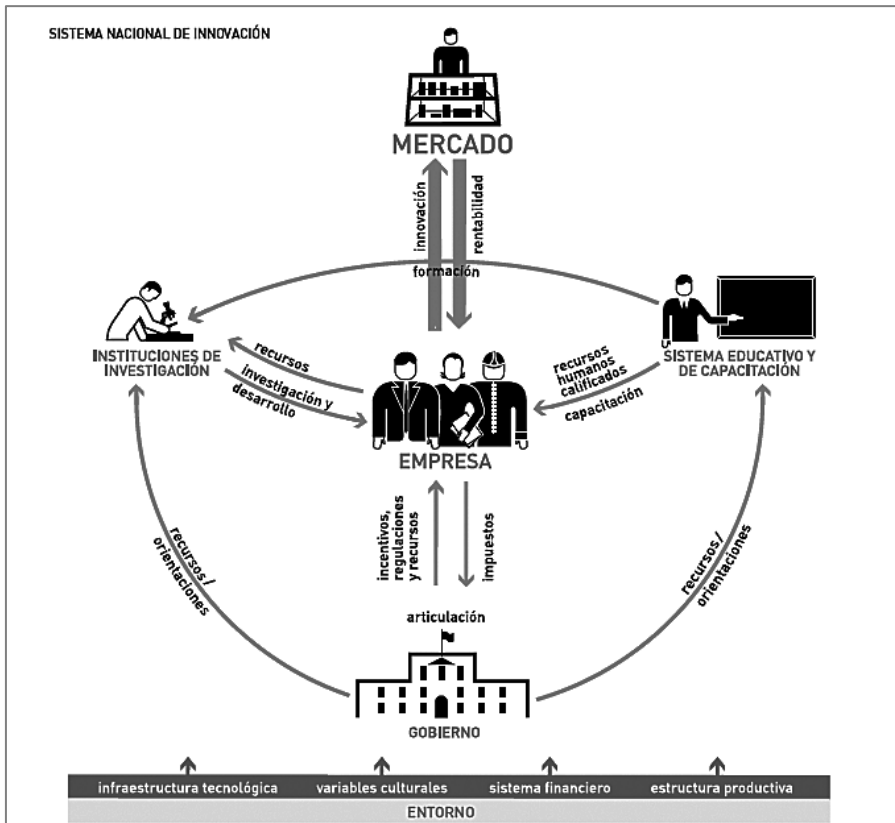 SISTEMA NACIONAL DE INNOVACIÓN
MERCADO
innovación
rentabilidad
formación
INSTITUCIONES DE
INVESTIGACIÓN
SISTEMA EDUCATIVO Y
DE CAPACITACIÓN
recursos
investigación y
desarrollo
recursos
humanos
calificados
capacitación
EMPRESA
incentivos,
regulaciones
y recursos
impuestos
recursos /
orientaciones
recursos /
orientaciones
articulación
GOBIERNO
infraestructura tecnológica
variables culturales
sistema financiero
estructura productiva
ENTORNO